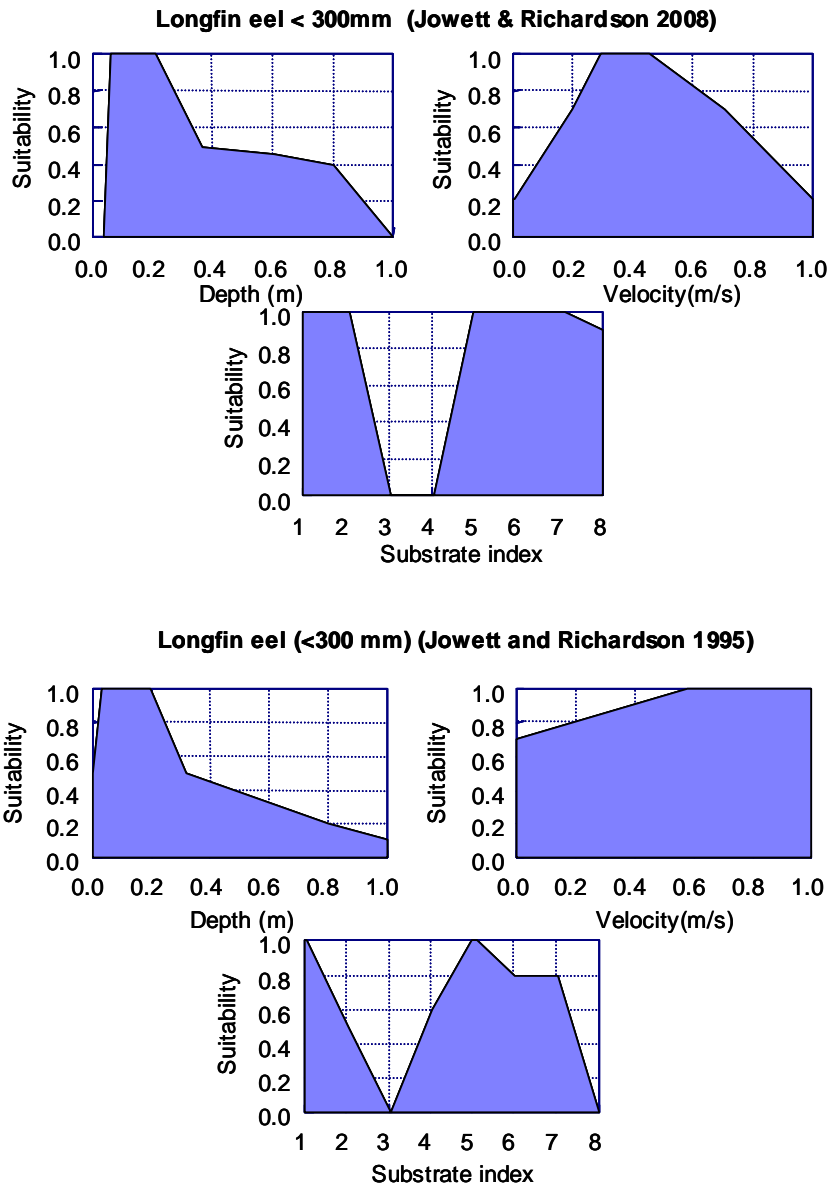 Longfin eel < 300mm (Jowett & Richardson 2008)
Suitability
1.0
0.8
0.6
0.4
0.2
0.0
0.0 0.2 0.4 0.6 0.8 1.0
Depth (m)
Suitability
1.0
0.8
0.6
0.4
0.2
0.0
0.0 0.2 0.4 0.6 0.8 1.0
Velocity(m/s)
Suitability
1.0
0.8
0.6
0.4
0.2
0.0
1 2 3 4 5 6 7 8
Substrate index
Longfin eel (<300 mm) (Jowett and Richardson 1995)
Suitability
1.0
0.8
0.6
0.4
0.2
0.0
0.0 0.2 0.4 0.6 0.8 1.0
Depth (m)
Suitability
1.0
0.8
0.6
0.4
0.2
0.0
0.0 0.2 0.4 0.6 0.8 1.0
Velocity(m/s)
Suitability
1.0
0.8
0.6
0.4
0.2
0.0
1 2 3 4 5 6 7 8
Substrate index